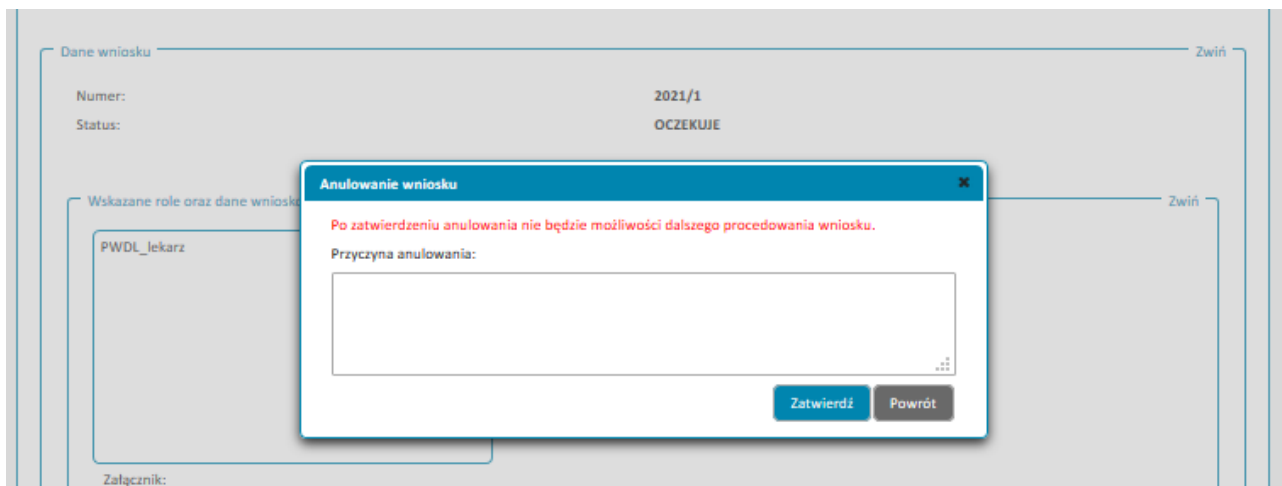 Dane wniosku Zwiń
Numer: 2021/1
Status: OCZEKUJE
Anulowanie wniosku
Wskazane role oraz dane Zwiń
Po zatwierdzeniu anulowania nie będzie możliwości dalszego procedowania wniosku.
PWDL_lekarz
Przyczyna anulowania:
Zatwierdź Powrót
Załącznik: